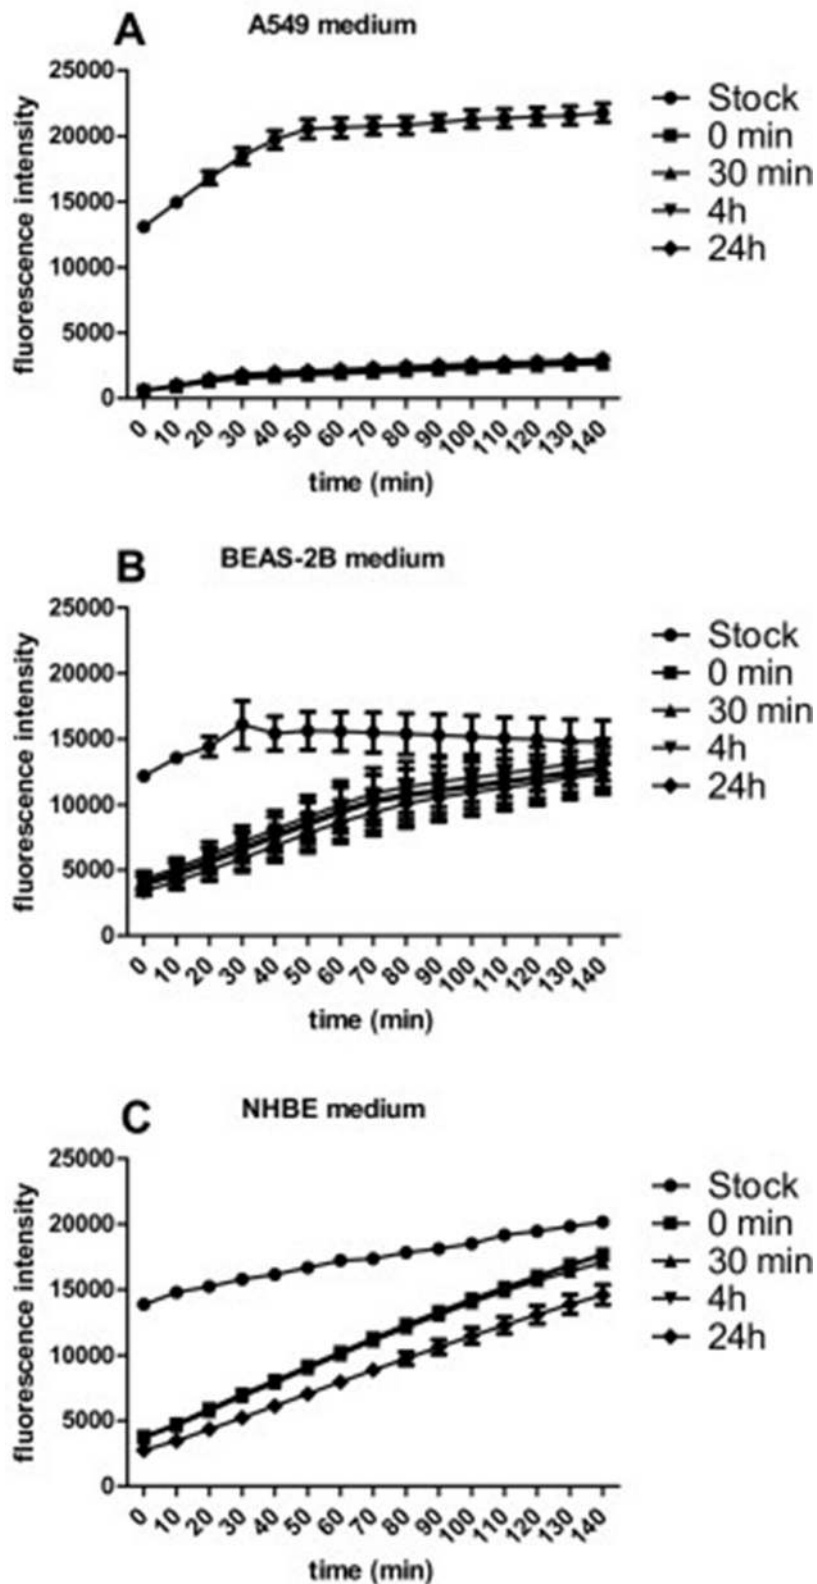 A
A549 medium
25000
20000
15000
10000
5000
0
fluorescence intensity
0 10 20 30 40 50 60 70 80 90 100 110 120 130 140
time (min)
Stock
0 min
30 min
4h
24h
B
BEAS-2B medium
25000
20000
15000
10000
5000
0
fluorescence intensity
0 10 20 30 40 50 60 70 80 90 100 110 120 130 140
time (min)
Stock
0 min
30 min
4h
24h
C
NHBE medium
25000
20000
15000
10000
5000
0
fluorescence intensity
0 10 20 30 40 50 60 70 80 90 100 110 120 130 140
time (min)
Stock
0 min
30 min
4h
24h